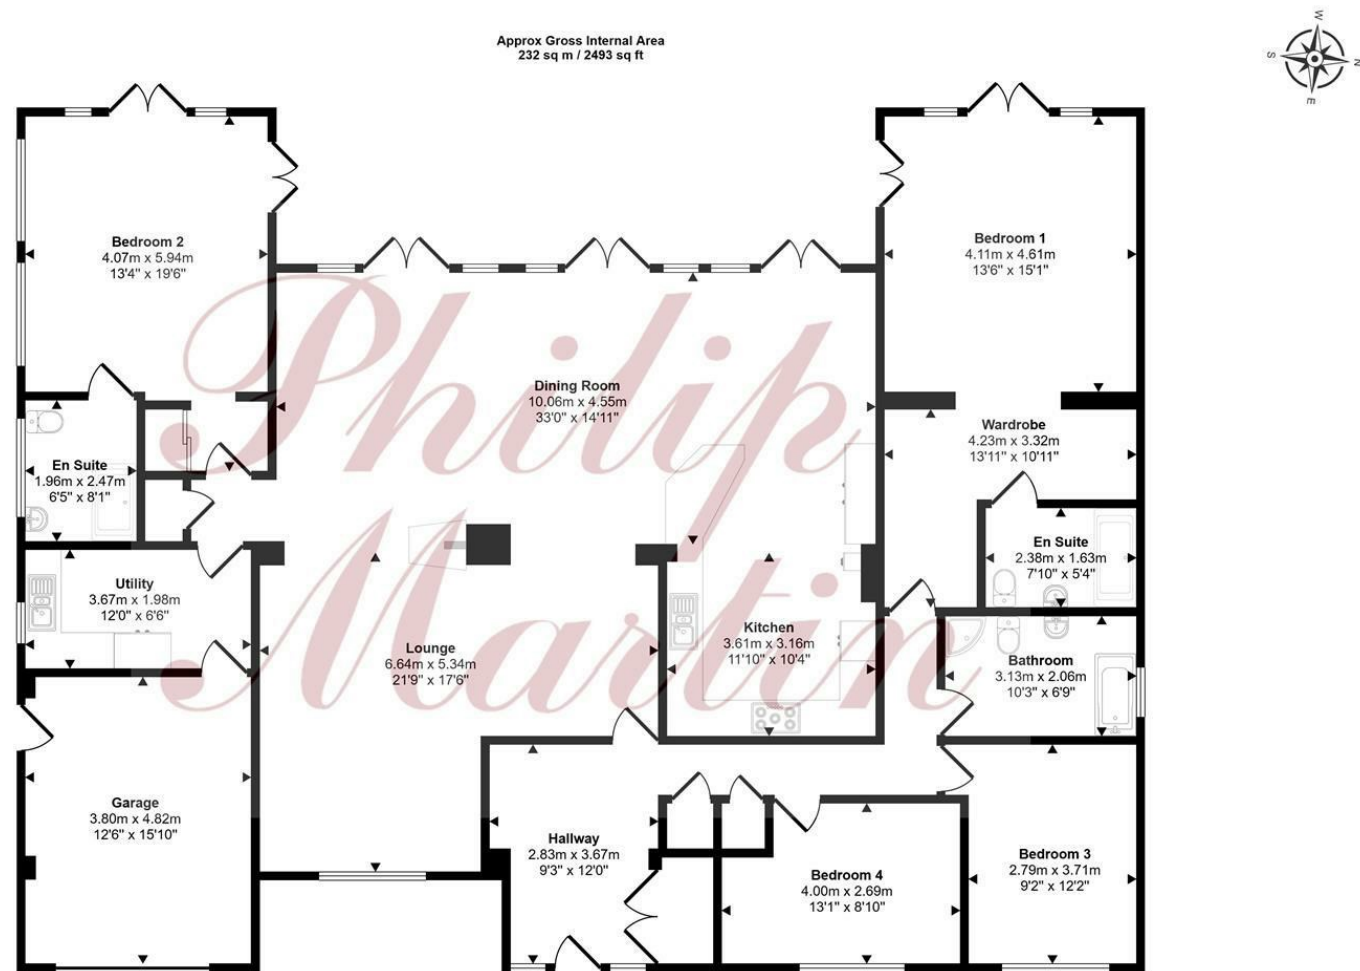 Approx Gross Internal Area
232 sq m / 2493 sq ft
W
S
N
E
Bedroom 2
4.07m x 5.94m
13'4" x 19'6"
Bedroom 1
4.11m x 4.61m
13'6" x 15'1"
Dining Room
10.06m x 4.55m
33'0" x 14'11"
Wardrobe
4.23m x 3.32m
13'11" x 10'11"
En Suite
1.96m x 2.47m
6'5" x 8'1"
En Suite
2.38m x 1.63m
7'10" x 5'4"
Utility
3.67m x 1.98m
12'0" x 6'6"
Lounge
6.64m x 5.34m
21'9" x 17'6"
Kitchen
3.61m x 3.16m
11'10" x 10'4"
Bathroom
3.13m x 2.06m
10'3" x 6'9"
Garage
3.80m x 4.82m
12'6" x 15'10"
Hallway
2.83m x 3.67m
9'3" x 12'0"
Bedroom 4
4.00m x 2.69m
13'1" x 8'10"
Bedroom 3
2.79m x 3.71m
9'2" x 12'2"
Philip
Martin